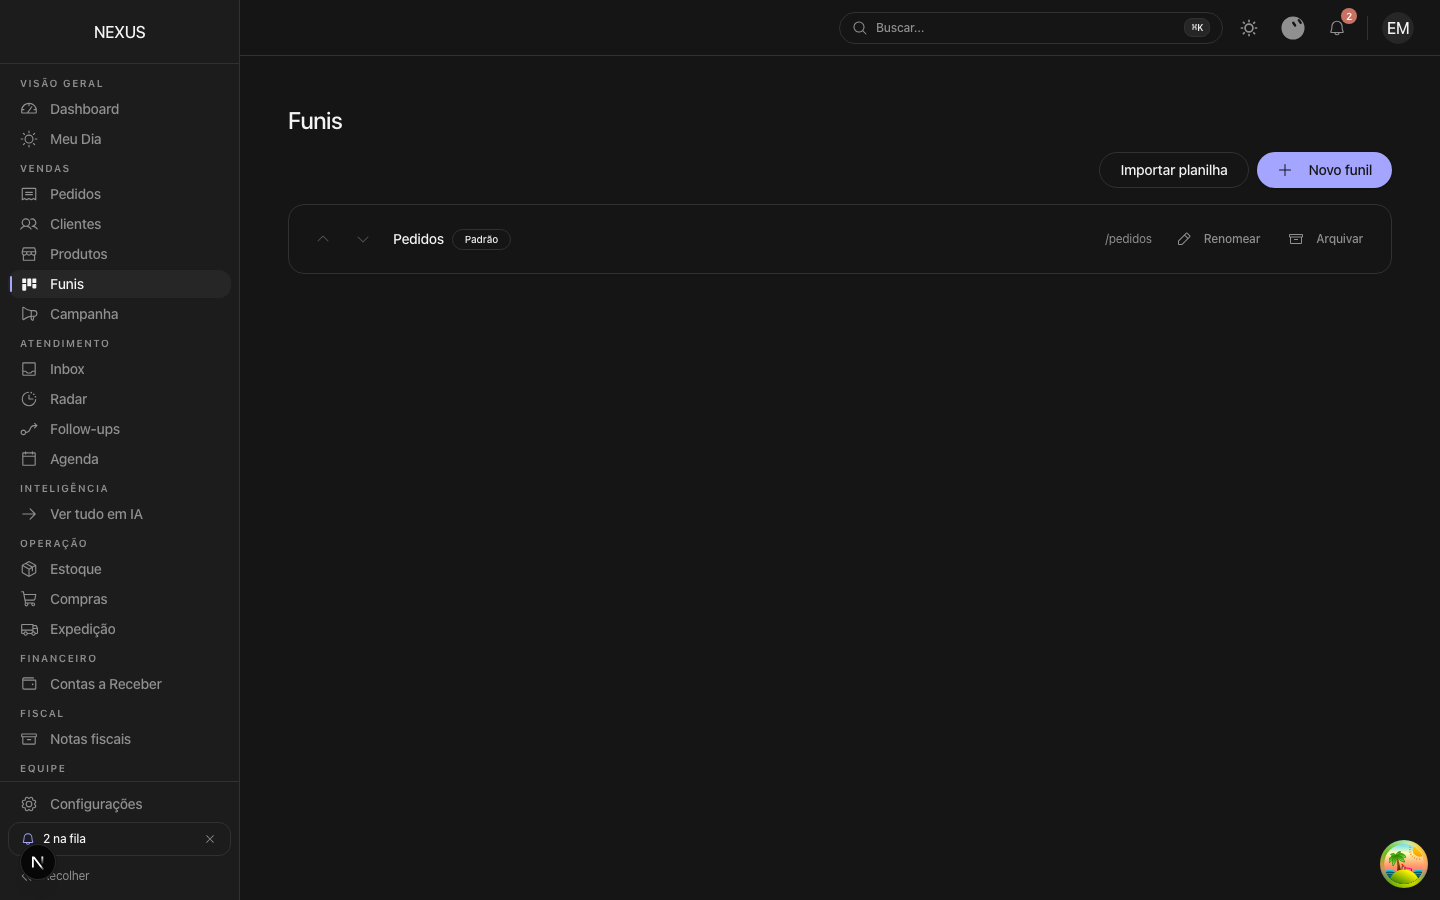 NEXUS
Buscar...
⌘K
2
EM
VISÃO GERAL
Dashboard
Meu Dia
VENDAS
Pedidos
Clientes
Produtos
Funis
Campanha
ATENDIMENTO
Inbox
Radar
Follow-ups
Agenda
INTELIGÊNCIA
Ver tudo em IA
OPERAÇÃO
Estoque
Compras
Expedição
FINANCEIRO
Contas a Receber
FISCAL
Notas fiscais
EQUIPE
Configurações
2 na fila
N
Funis
Importar planilha
Novo funil
Pedidos
Padrão
/pedidos
Renomear
Arquivar